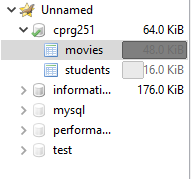 Unnamed
cprg251 64.0 KiB
movies 48.0 KiB
students 16.0 KiB
informati... 176.0 KiB
mysql
performa...
test